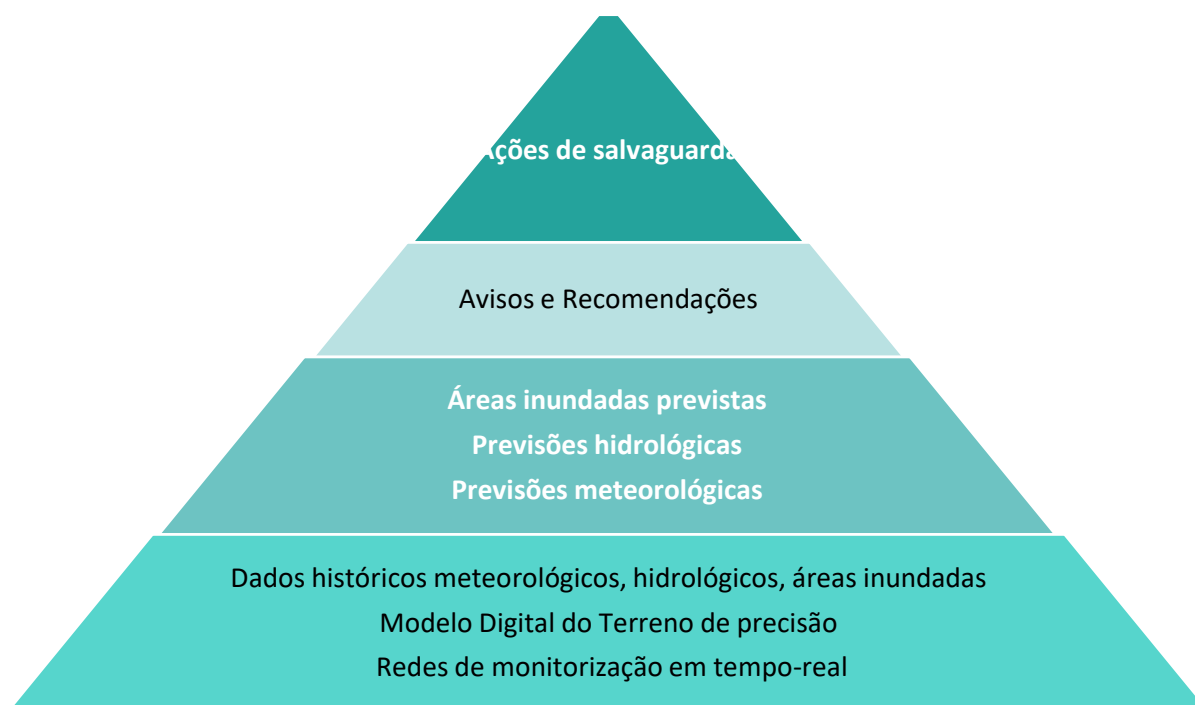 Ações de salvaguarda
Avisos e Recomendações
Áreas inundadas previstas
Previsões hidrológicas
Previsões meteorológicas
Dados históricos meteorológicos, hidrológicos, áreas inundadas
Modelo Digital do Terreno de precisão
Redes de monitorização em tempo-real